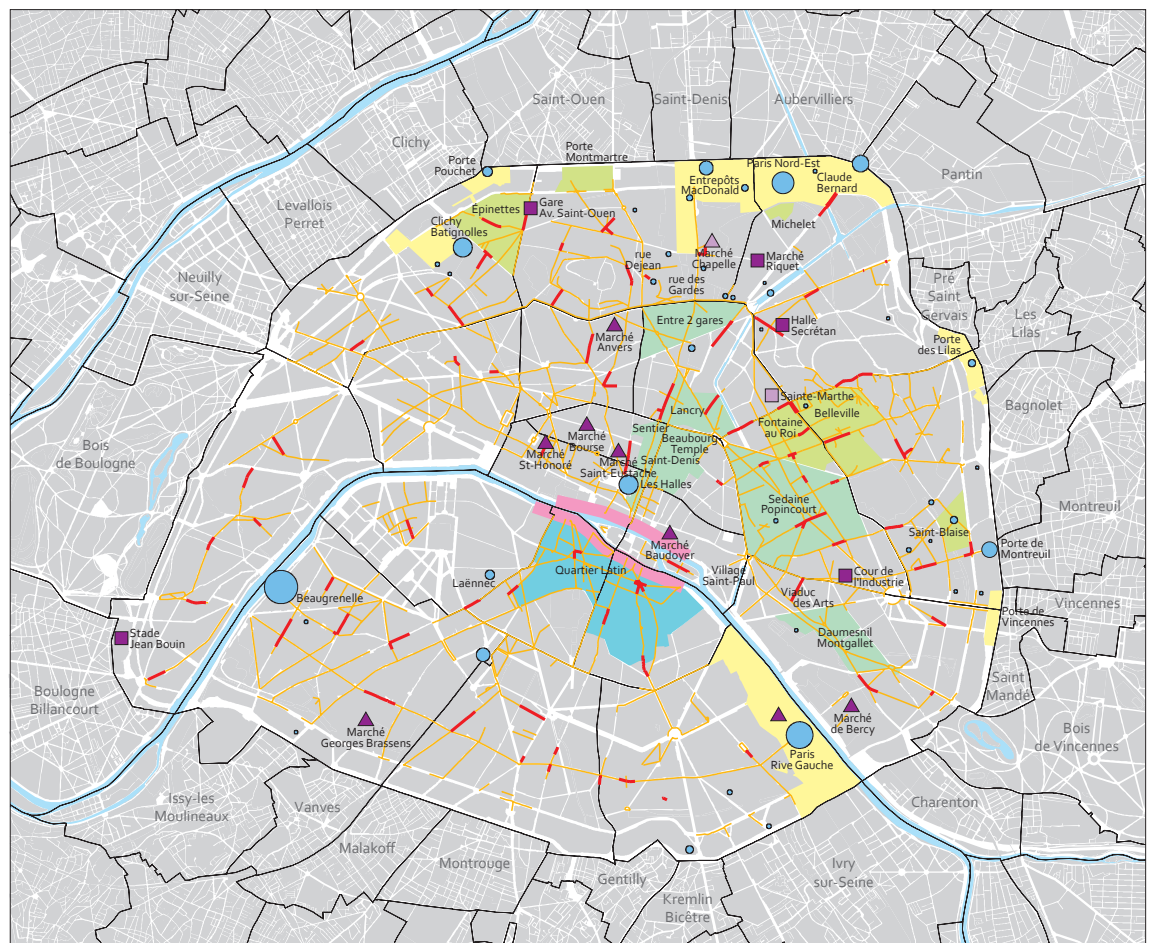 Saint-Ouen
Saint-Denis
Aubervilliers
Clichy
Porte
Montmartre
Porte
Pouchet
Paris Nord-Est
Entrepôts
MacDonald
Claude
Bernard
Pantin
Levallois
Perret
Épinettes
Gare
Av. Saint-Ouen
Clichy
Batignolles
Michelet
Marché
Chapelle
Marché
Riquet
rue
Dejean
rue des
Gardes
Neuilly
sur-Seine
Pré
Saint
Gervais
Les
Lilas
Entre 2 gares
Halle
Secrétan
Marché
Anvers
Porte
des Lilas
Sainte-Marthe
Belleville
Bagnolet
Lancry
Fontaine
au Roi
Sentier
Beaubourg
Temple
Saint-Denis
Marché
Bourse
Marché
St-Honoré
Marché
Saint-Eustache
Les Halles
Bois
de Boulogne
Sedaine
Popincourt
Montreuil
Saint-Blaise
Porte de
Montreuil
Marché
Baudoyer
Quartier Latin
Village
Saint-Paul
Cour de
l'Industrie
Laënnec
Viaduc
des Arts
Beaugrenelle
Vincennes
Porte de
Vincennes
Stade
Jean Bouin
Daumesnil
Montgallet
Saint
Mandé
Boulogne
Billancourt
Marché
Georges Brassens
Marché
de Bercy
Bois
de Vincennes
Paris
Rive Gauche
Issy-les
Moulineaux
Vanves
Charenton
Malakoff
Montrouge
Gentilly
Ivry
sur-Seine
Kremlin
Bicêtre